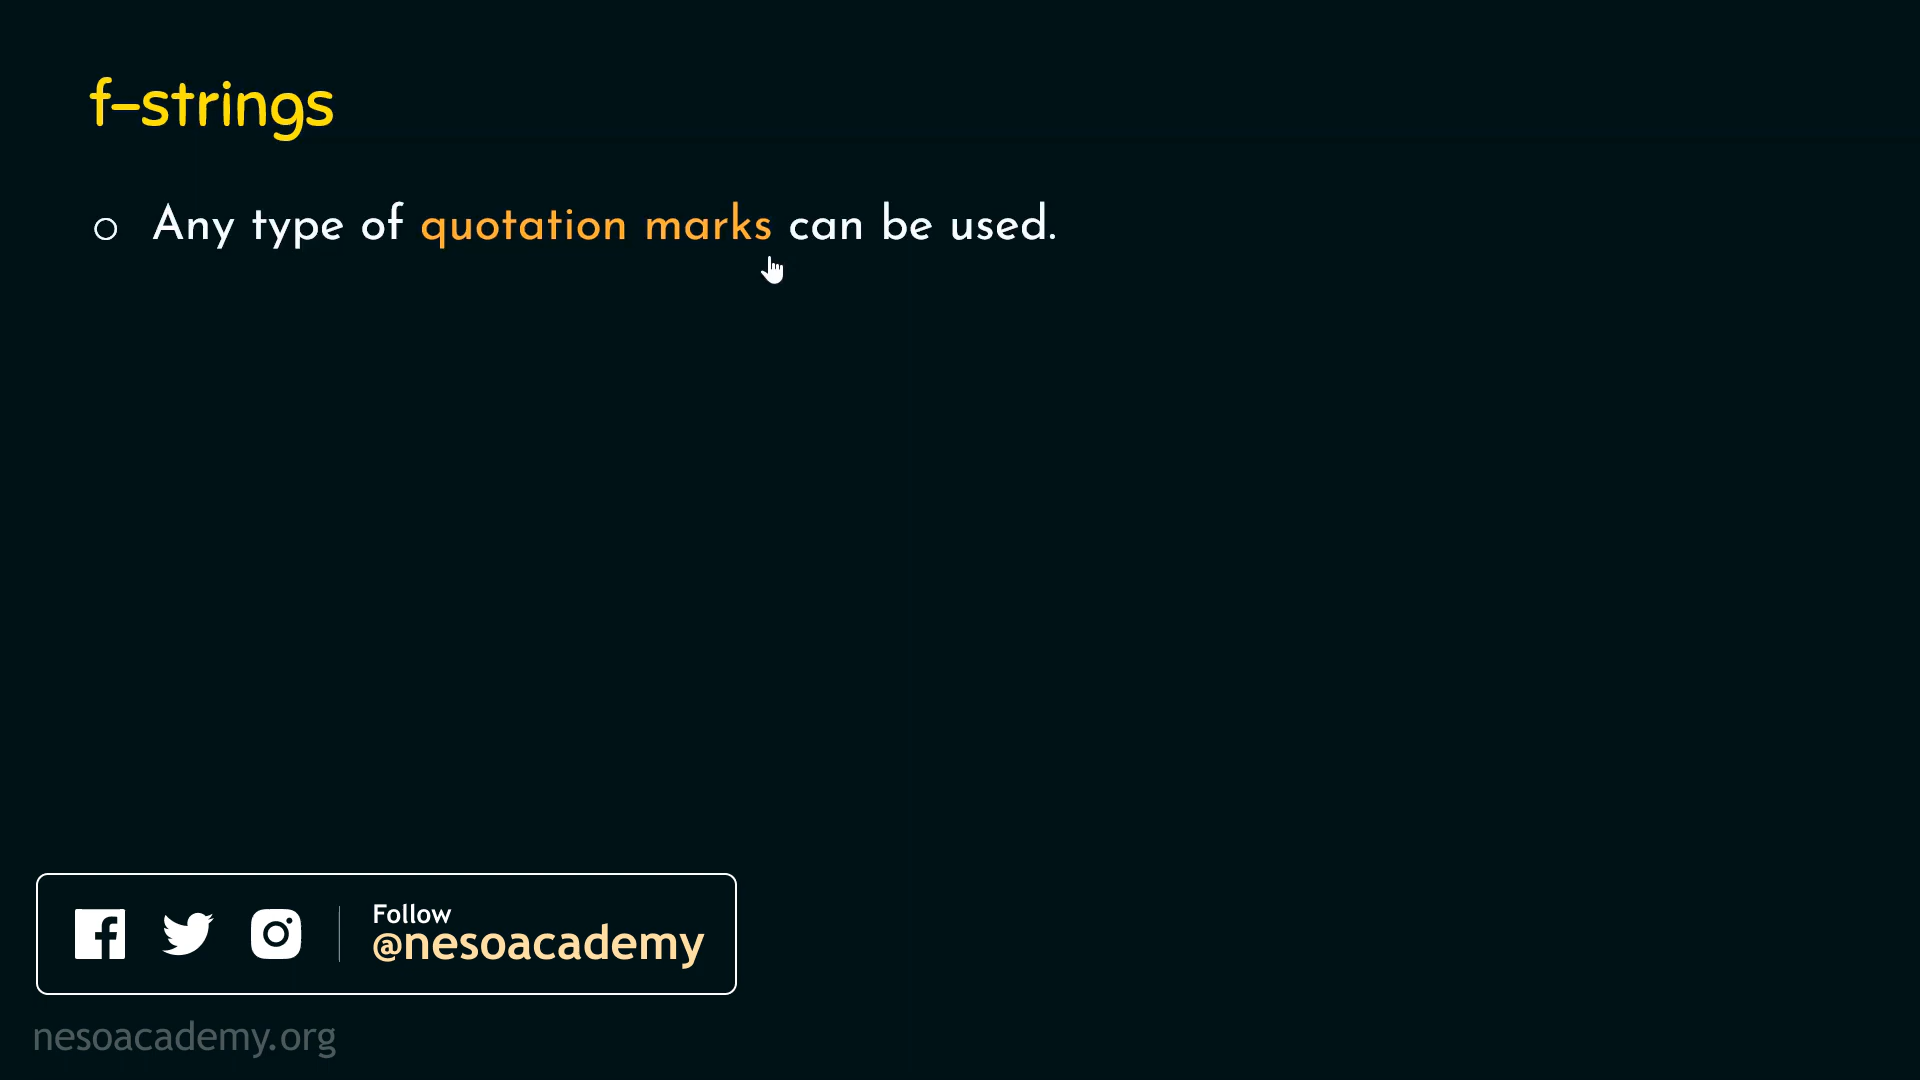 f-strings
○ Any type of quotation marks can be used.
Follow
@nesoacademy
nesoacademy.org